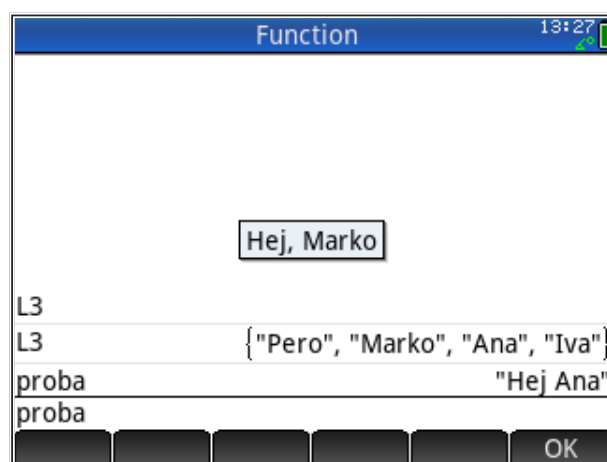 Function 13:27
Hej, Marko
L3
L3 {"Pero", "Marko", "Ana", "Iva"}
proba "Hej Ana"
proba
OK